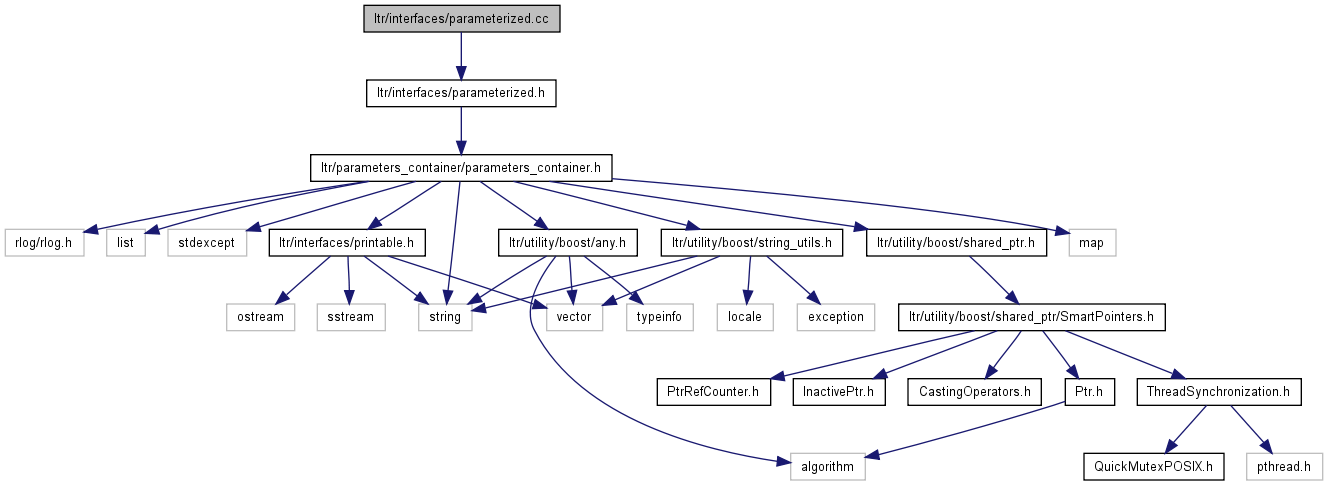 ltr/interfaces/parameterized.cc
ltr/interfaces/parameterized.h
ltr/parameters_container/parameters_container.h
rlog/rlog.h
list
stdexcept
ltr/interfaces/printable.h
ltr/utility/boost/any.h
ltr/utility/boost/string_utils.h
ltr/utility/boost/shared_ptr.h
map
ostream
sstream
string
vector
typeinfo
locale
exception
ltr/utility/boost/shared_ptr/SmartPointers.h
PtrRefCounter.h
InactivePtr.h
CastingOperators.h
Ptr.h
ThreadSynchronization.h
algorithm
QuickMutexPOSIX.h
pthread.h